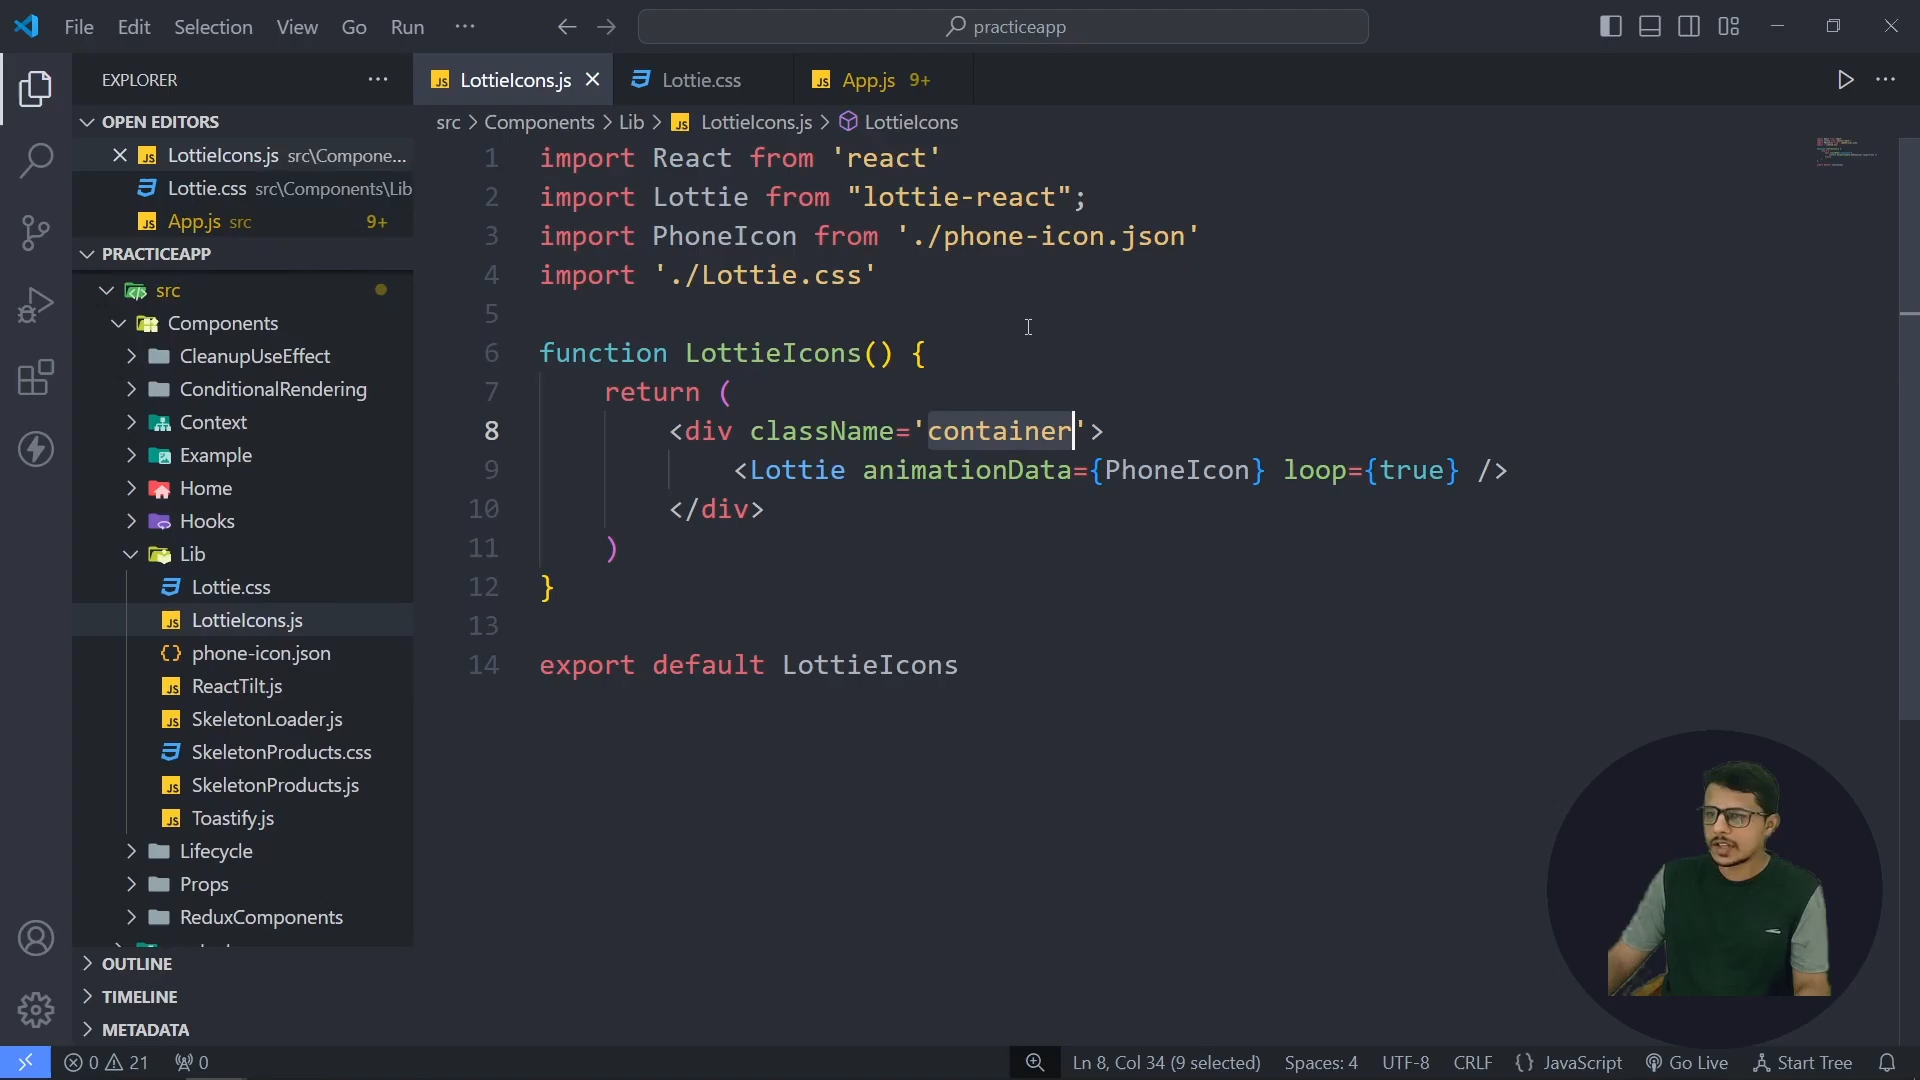 File Edit Selection View Go Run ··· practiceapp
EXPLORER ···
LottieIcons.js Lottie.css App.js 9+
OPEN EDITORS
LottieIcons.js src\Compone...
Lottie.css src\Components\Lib
App.js src 9+
PRACTICEAPP
src
Components
CleanupUseEffect
ConditionalRendering
Context
Example
Home
Hooks
Lib
Lottie.css
LottieIcons.js
phone-icon.json
ReactTilt.js
SkeletonLoader.js
SkeletonProducts.css
SkeletonProducts.js
Toastify.js
Lifecycle
Props
ReduxComponents
OUTLINE
TIMELINE
METADATA
src > Components > Lib > JS LottieIcons.js > LottieIcons
1 import React from 'react'
2 import Lottie from "lottie-react";
3 import PhoneIcon from './phone-icon.json'
4 import './Lottie.css'
5
6 function LottieIcons() {
7 return (
8 <div className='container'>
9 <Lottie animationData={PhoneIcon} loop={true} />
10 </div>
11 )
12 }
13
14 export default LottieIcons
0 21 0 Ln 8, Col 34 (9 selected) Spaces: 4 UTF-8 CRLF {} JavaScript Go Live Start Tree